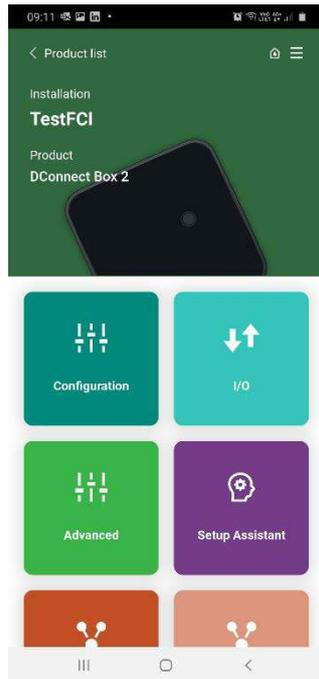 09:11
Product list
Installation
TestFCI
Product
DConnect Box 2
Configuration
I/O
Advanced
Setup Assistant